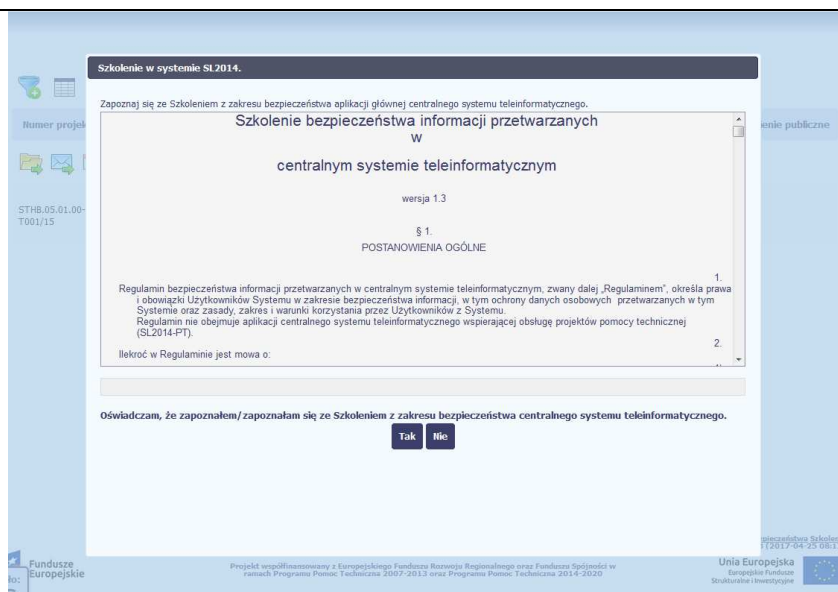 Szkolenie w systemie SL2014.
Zapoznaj się ze Szkoleniem z zakresu bezpieczeństwa aplikacji głównej centralnego systemu teleinformatycznego.
Szkolenie bezpieczeństwa informacji przetwarzanych
w
centralnym systemie teleinformatycznym
wersja 1.3
§ 1.
POSTANOWIENIA OGÓLNE
1.
Regulamin bezpieczeństwa informacji przetwarzanych w centralnym systemie teleinformatycznym, zwany dalej „Regulaminem", określa prawa
i obowiązki Użytkowników Systemu w zakresie bezpieczeństwa informacji, w tym ochrony danych osobowych przetwarzanych w tym
Systemie oraz zasady, zakres i warunki korzystania przez Użytkowników z Systemu.
Regulamin nie obejmuje aplikacji centralnego systemu teleinformatycznego wspierającej obsługę projektów pomocy technicznej
(SL2014-PT).
2.
Ilekroć w Regulaminie jest mowa o:
Oświadczam, że zapoznałem/zapoznałam się ze Szkoleniem z zakresu bezpieczeństwa centralnego systemu teleinformatycznego.
Tak Nie
Numer projek
enie publiczne
STHB.05.01.00-
T001/15
Fundusze
Europejskie
Projekt współfinansowany z Europejskiego Funduszu Rozwoju Regionalnego oraz Funduszu Spójności w
ramach Programu Pomoc Techniczna 2007-2013 oraz Programu Pomoc Techniczna 2014-2020
Unia Europejska
Europejskie Fundusze
Strukturalne i Inwestycyjne